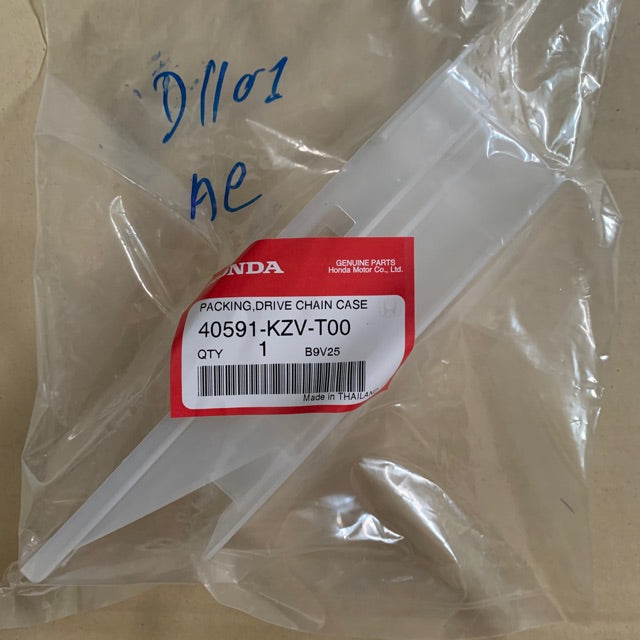 D1101
AC
HONDA
GENUINE PARTS
Honda Motor Co., Ltd.
PACKING,DRIVE CHAIN CASE
40591-KZV-T00
QTY 1 B9V25
Made in THAILAND